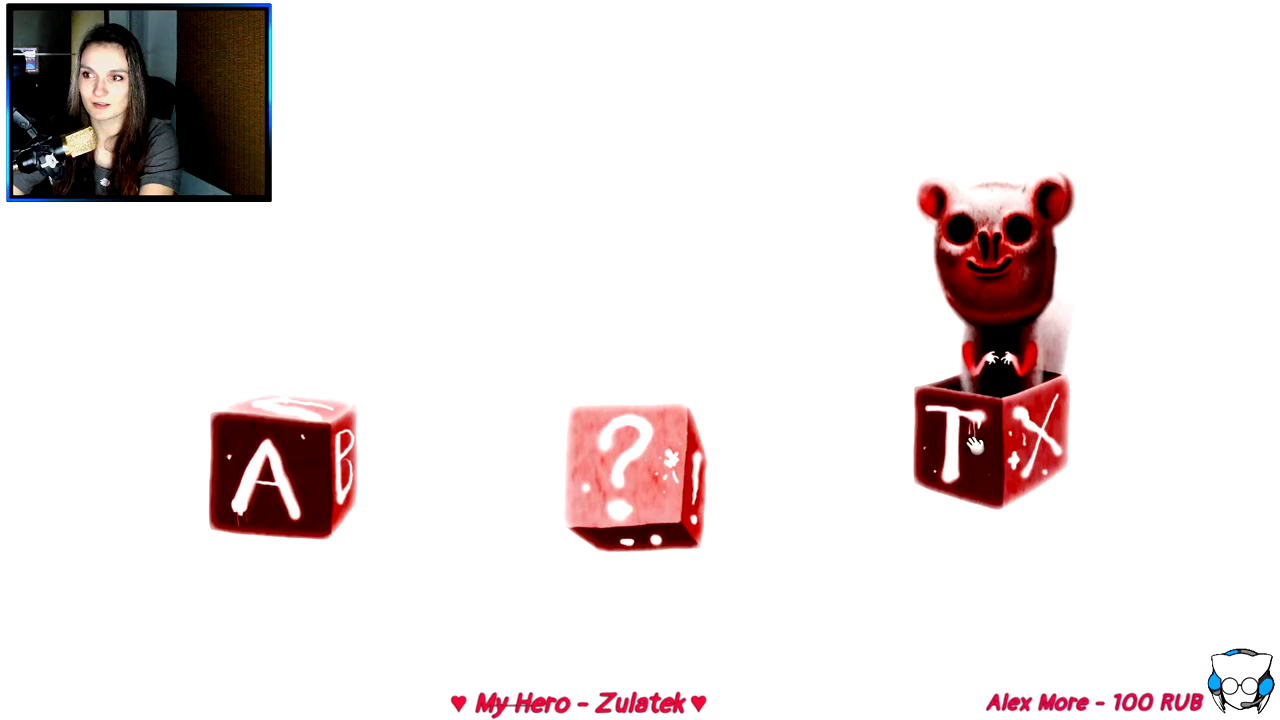 A B
?
!
T X
♥ My Hero - Zulatek ♥
Alex More - 100 RUB